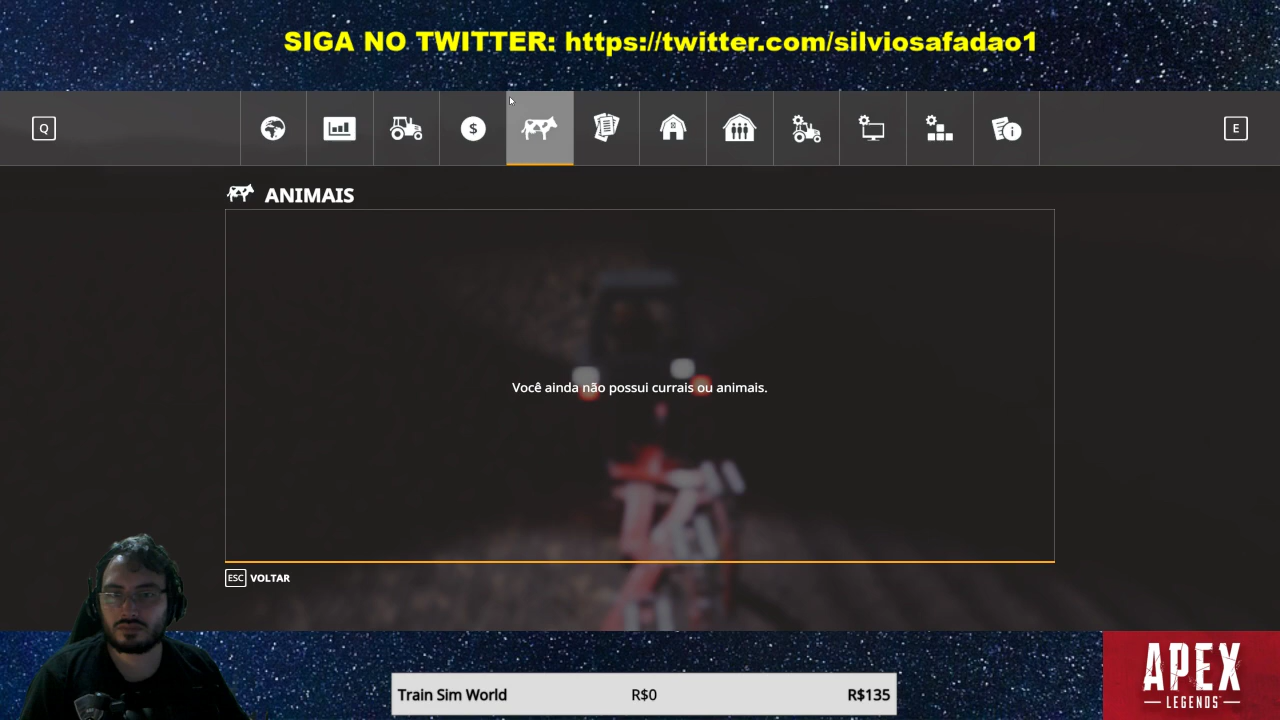 SIGA NO TWITTER: https://twitter.com/silviosafadao1
Q
$
E
ANIMAIS
Você ainda não possui currais ou animais.
ESC VOLTAR
Train Sim World R$0 R$135
APEX
LEGENDS